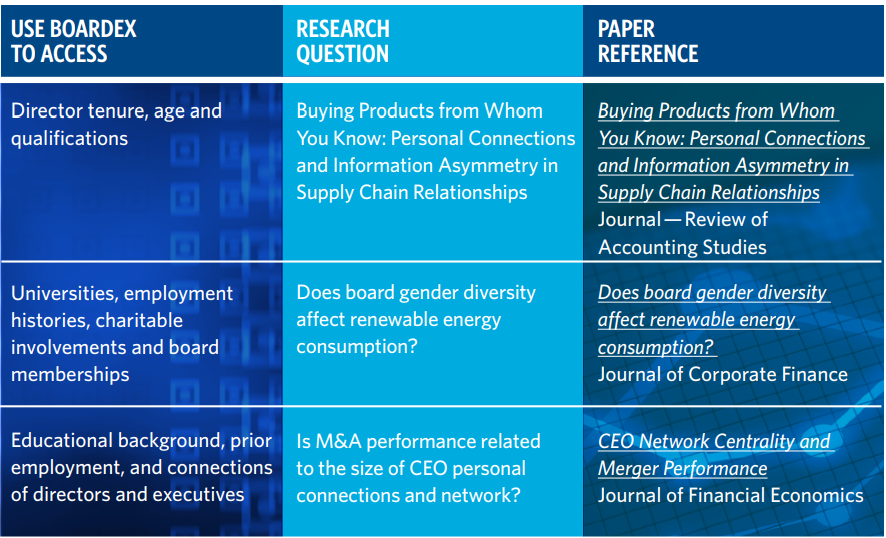 USE BOARDEX
TO ACCESS
RESEARCH
QUESTION
PAPER
REFERENCE
Director tenure, age and
qualifications
Buying Products from Whom
You Know: Personal Connections
and Information Asymmetry in
Supply Chain Relationships
Buying Products from Whom
You Know: Personal Connections
and Information Asymmetry in
Supply Chain Relationships
Journal — Review of
Accounting Studies
Universities, employment
histories, charitable
involvements and board
memberships
Does board gender diversity
affect renewable energy
consumption?
Does board gender diversity
affect renewable energy
consumption?
Journal of Corporate Finance
Educational background, prior
employment, and connections
of directors and executives
Is M&A performance related
to the size of CEO personal
connections and network?
CEO Network Centrality and
Merger Performance
Journal of Financial Economics